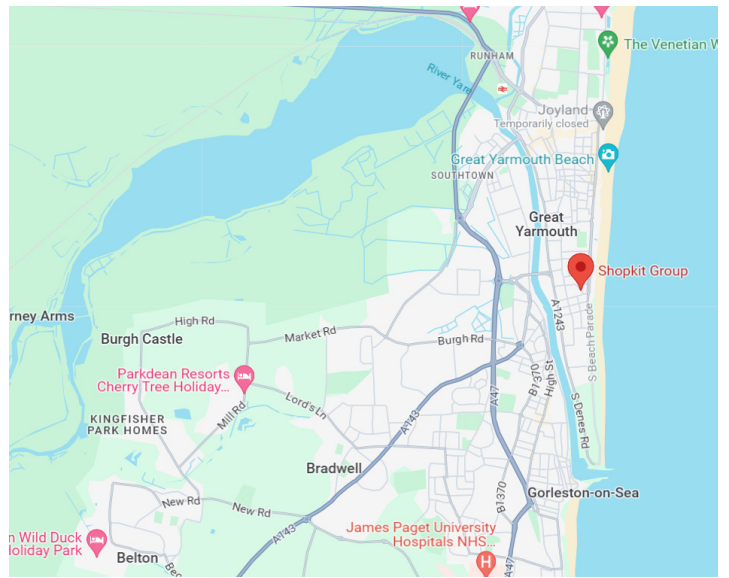 RUNHAM
The Venetian W
River Yare
Joyland
Temporarily closed
Great Yarmouth Beach
SOUTHTOWN
Great
Yarmouth
Shopkit Group
rney Arms
High Rd
A1243
S Beach Parade
Burgh Castle
Market Rd
Burgh Rd
Parkdean Resorts
Cherry Tree Holiday...
B1370
High St
A47
Lord's Ln
Mill Rd
A143
S Denes Rd
KINGFISHER
PARK HOMES
Bradwell
Gorleston-on-Sea
B1370
New Rd
New Rd
A143
James Paget University
Hospitals NHS...
n Wild Duck
Holiday Park
Belton
Bec
A47
H